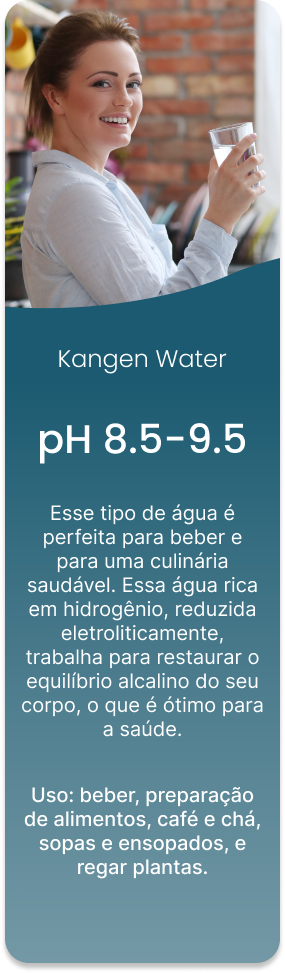 Kangen Water
pH 8.5-9.5
Esse tipo de água é
perfeita para beber e
para uma culinária
saudável. Essa água rica
em hidrogênio, reduzida
eletroliticamente,
trabalha para restaurar o
equilíbrio alcalino do seu
corpo, o que é ótimo para
a saúde.
Uso: beber, preparação
de alimentos, café e chá,
sopas e ensopados, e
regar plantas.